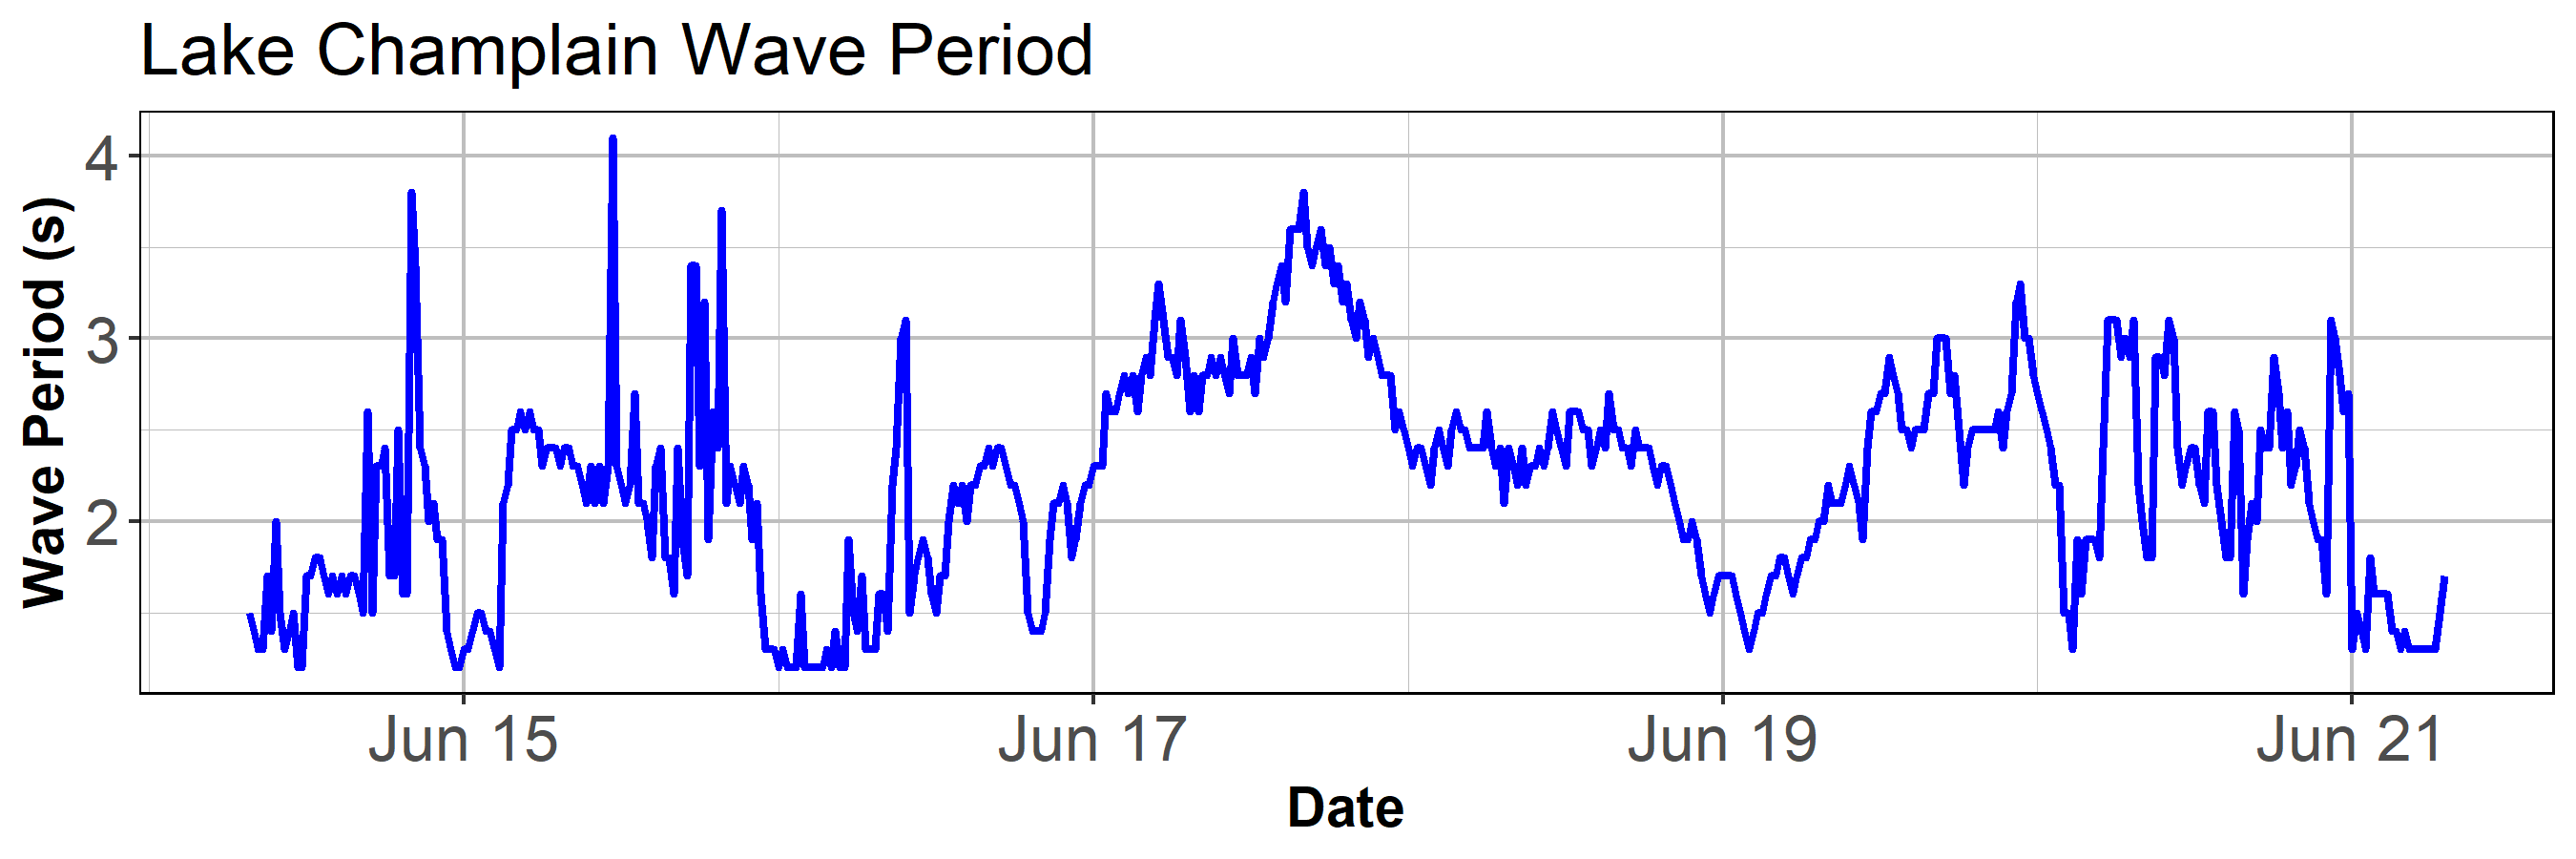 Lake Champlain Wave Period
Wave Period (s)
4
3
2
Jun 15
Jun 17
Jun 19
Jun 21
Date